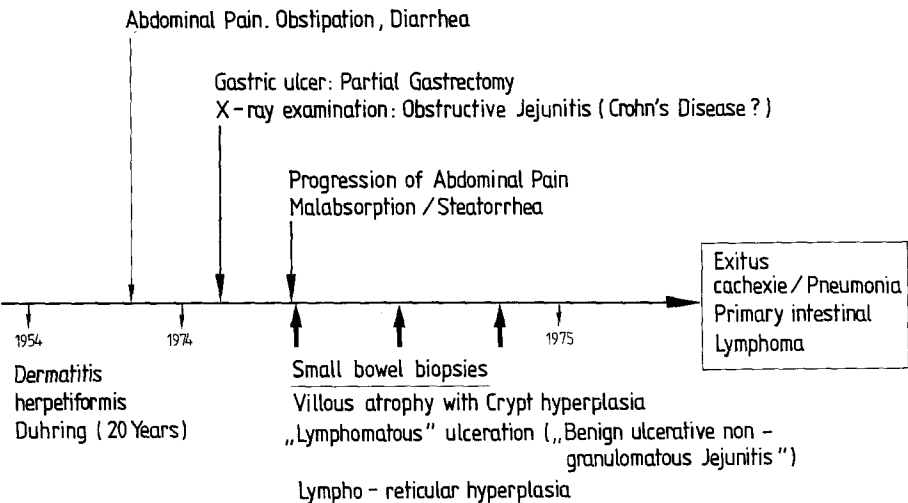 Abdominal Pain. Obstipation, Diarrhea
Gastric ulcer: Partial Gastrectomy
X-ray examination: Obstructive Jejunitis (Crohn's Disease?)
Progression of Abdominal Pain
Malabsorption / Steatorrhea
Exitus
cachexie / Pneumonia
Primary intestinal
Lymphoma
1954
1974
1975
Dermatitis
herpetiformis
Duhring (20 Years)
Small bowel biopsies
Villous atrophy with Crypt hyperplasia
„Lymphomatous" ulceration („Benign ulcerative non-
granulomatous Jejunitis")
Lympho-reticular hyperplasia